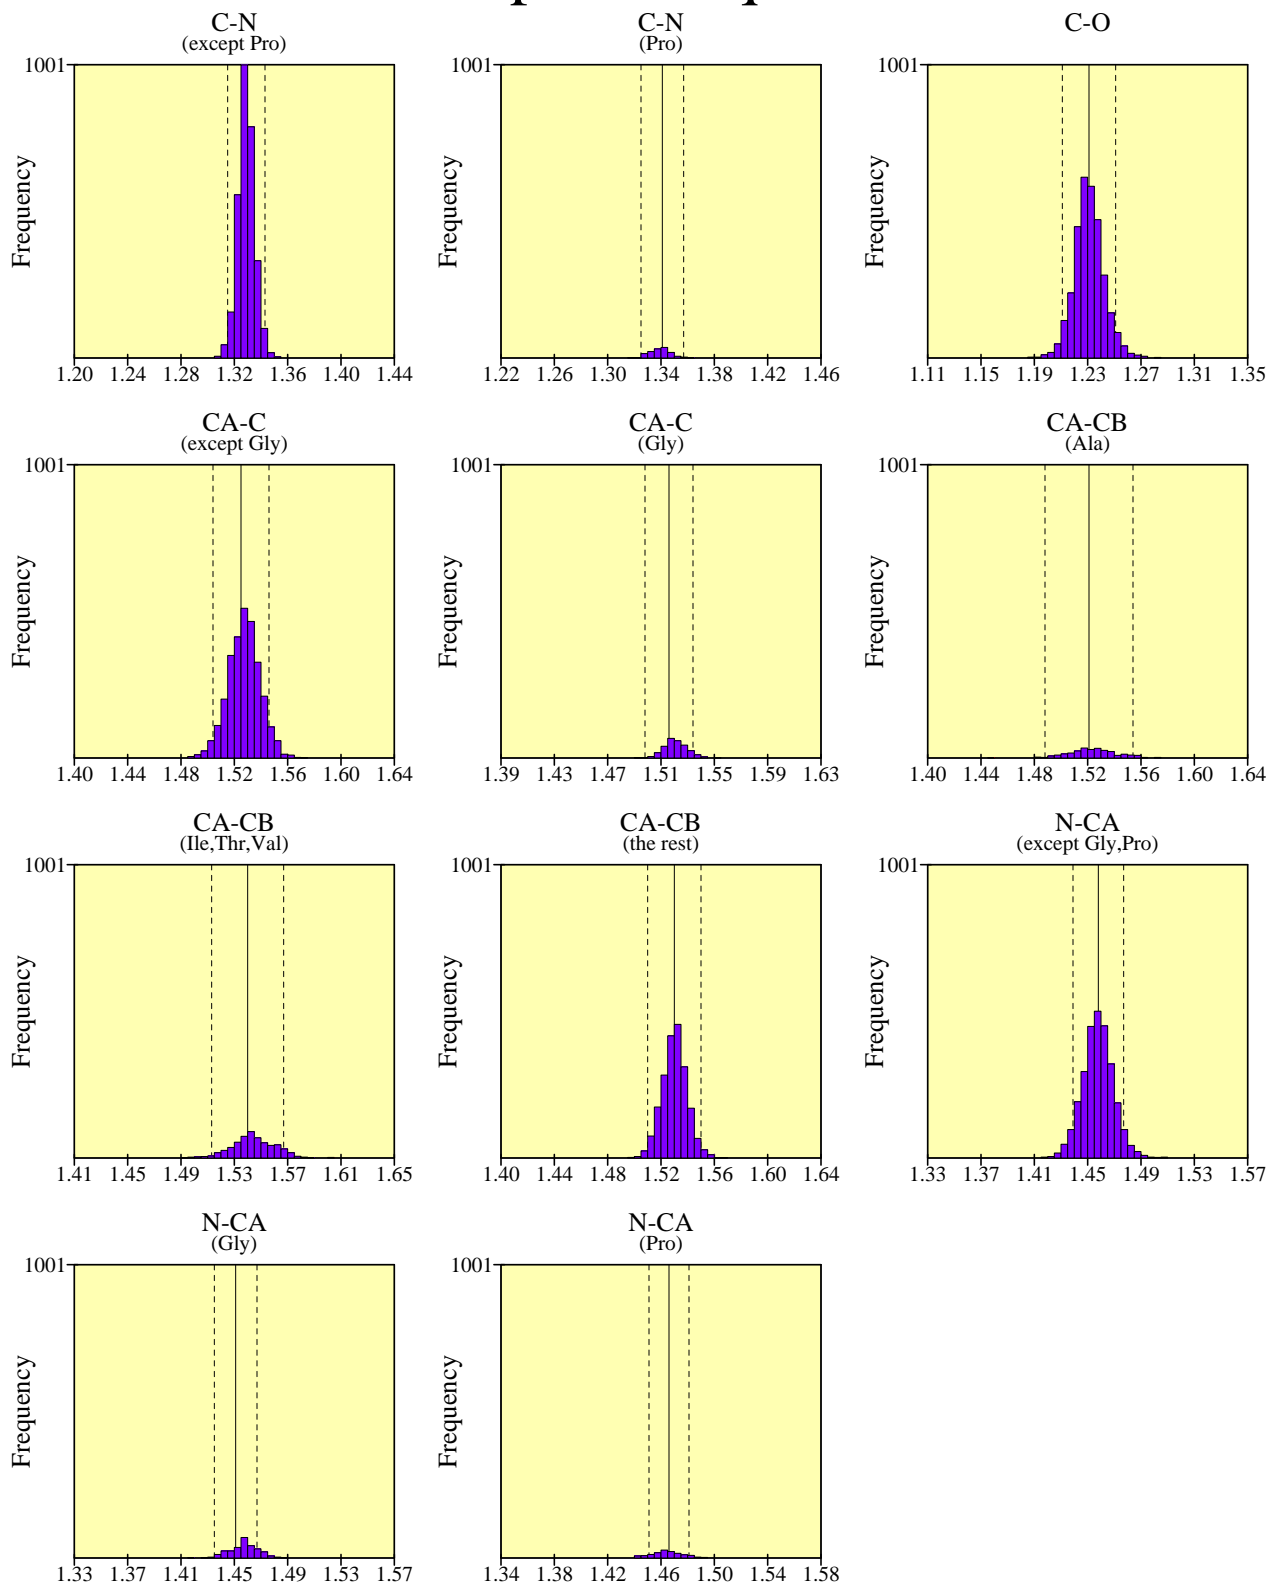 C-N
(except Pro)
1001
Frequency
1.20 1.24 1.28 1.32 1.36 1.40 1.44
C-N
(Pro)
1001
Frequency
1.22 1.26 1.30 1.34 1.38 1.42 1.46
C-O
1001
Frequency
1.11 1.15 1.19 1.23 1.27 1.31 1.35
CA-C
(except Gly)
1001
Frequency
1.40 1.44 1.48 1.52 1.56 1.60 1.64
CA-C
(Gly)
1001
Frequency
1.39 1.43 1.47 1.51 1.55 1.59 1.63
CA-CB
(Ala)
1001
Frequency
1.40 1.44 1.48 1.52 1.56 1.60 1.64
CA-CB
(Ile,Thr,Val)
1001
Frequency
1.41 1.45 1.49 1.53 1.57 1.61 1.65
CA-CB
(the rest)
1001
Frequency
1.40 1.44 1.48 1.52 1.56 1.60 1.64
N-CA
(except Gly,Pro)
1001
Frequency
1.33 1.37 1.41 1.45 1.49 1.53 1.57
N-CA
(Gly)
1001
Frequency
1.33 1.37 1.41 1.45 1.49 1.53 1.57
N-CA
(Pro)
1001
Frequency
1.34 1.38 1.42 1.46 1.50 1.54 1.58